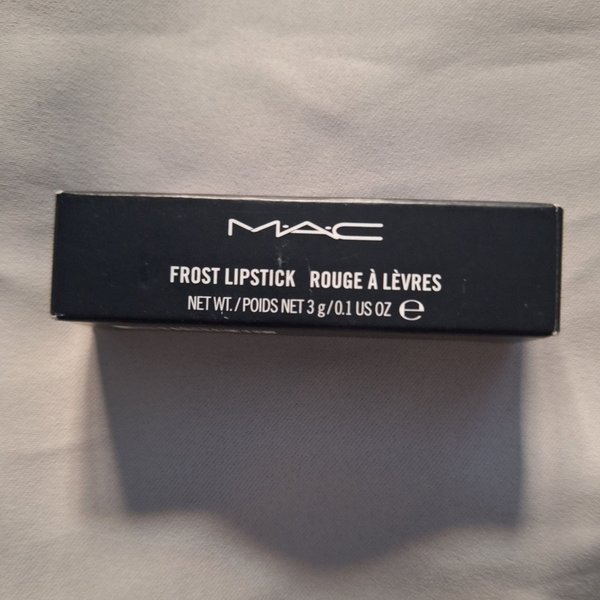 M·A·C
FROST LIPSTICK ROUGE À LÈVRES
NET WT./POIDS NET 3 g/0.1 US OZ ℮